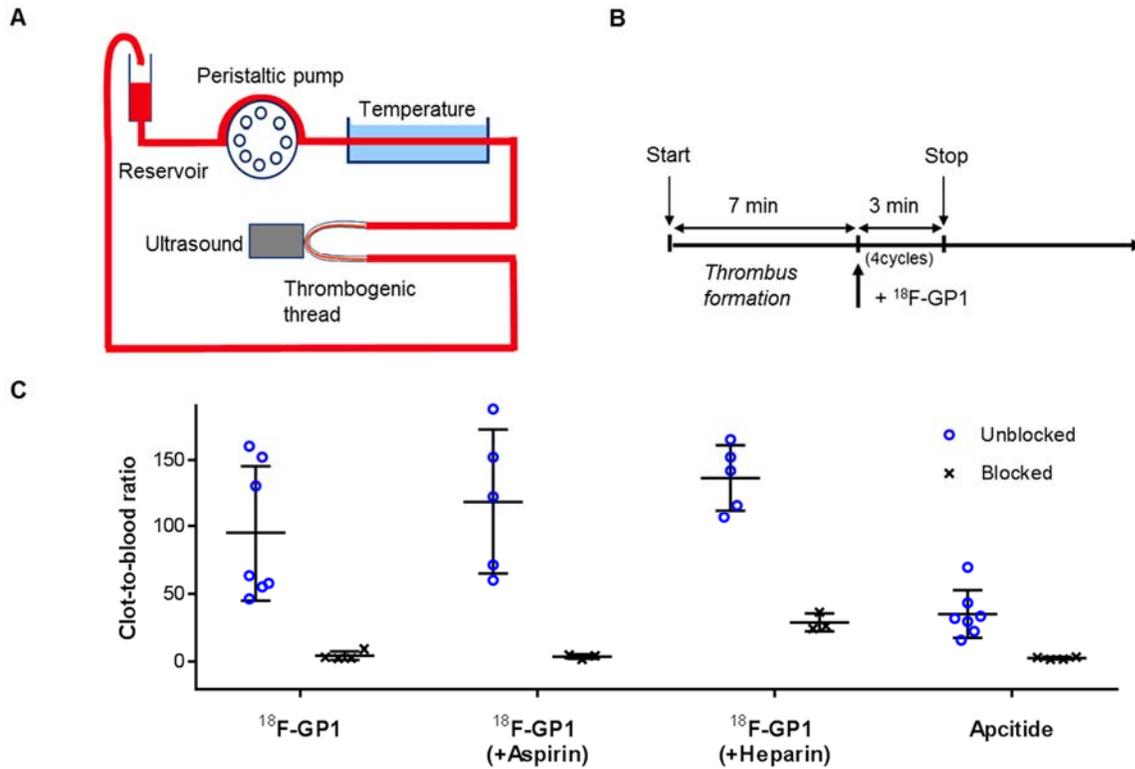 A
Peristaltic pump
Temperature
Reservoir
Ultrasound
Thrombogenic
thread
B
Start
Stop
7 min
3 min
(4cycles)
Thrombus
formation
+ ¹⁸F-GP1
C
Clot-to-blood ratio
150
100
50
0
Unblocked
Blocked
¹⁸F-GP1
¹⁸F-GP1
(+Aspirin)
¹⁸F-GP1
(+Heparin)
Apcitide